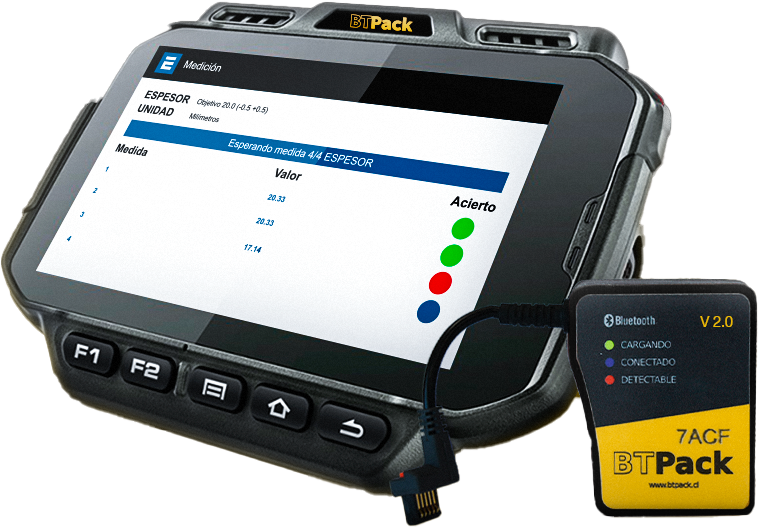 BTPack
E Medición
ESPESOR Objetivo 20.0 (-0.5 +0.5)
UNIDAD Milímetros
Esperando medida 4/4 ESPESOR
Medida Valor Acierto
1 20.33
2 20.33
3 17.14
4
F1 F2
Bluetooth V 2.0
CARGANDO
CONECTADO
DETECTABLE
7ACF
BTPack
www.btpack.cl